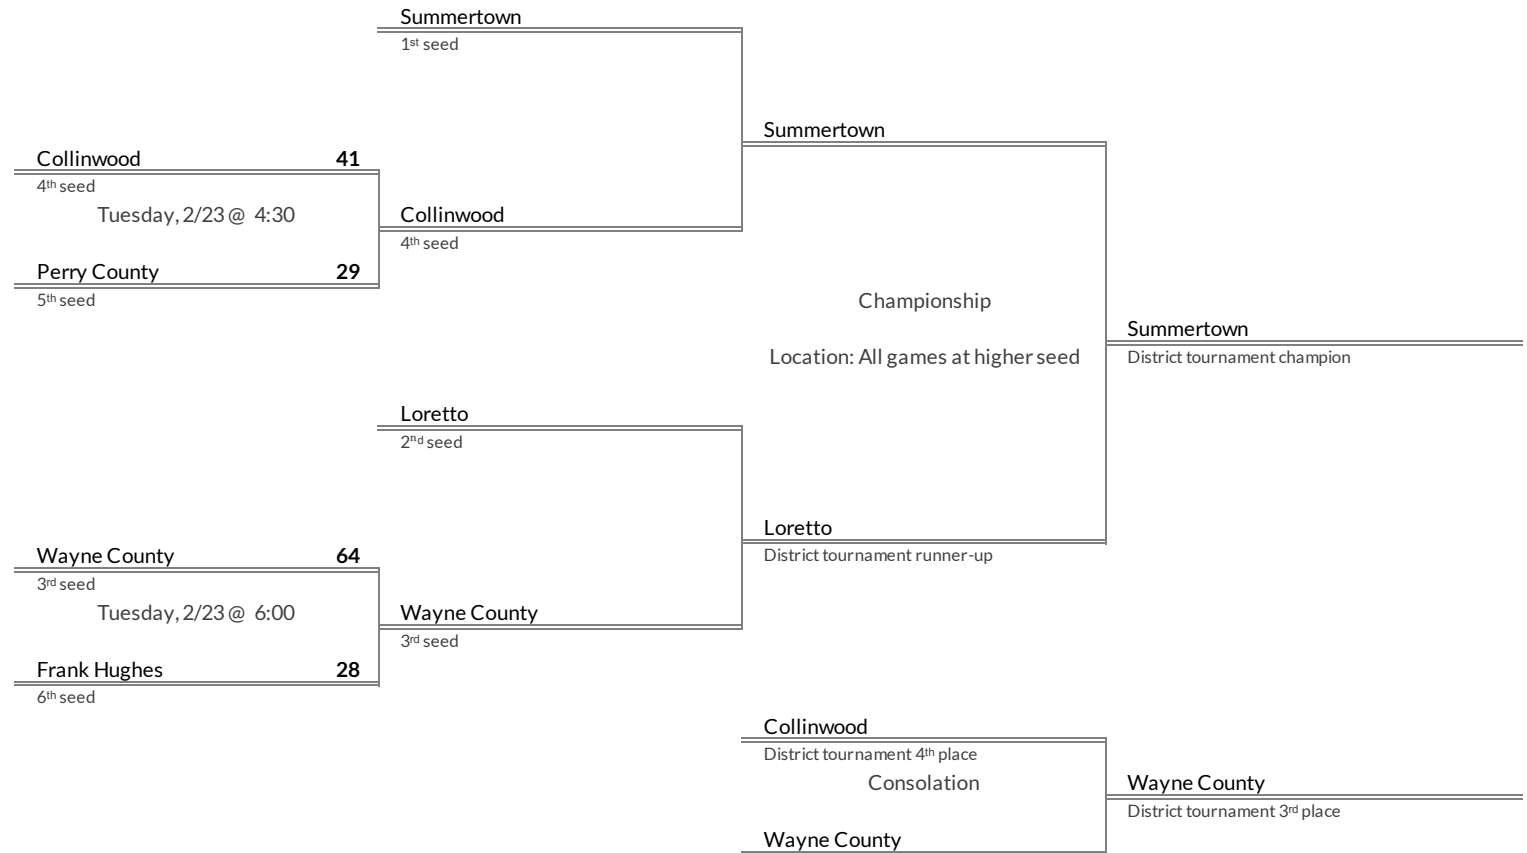 Summertown
1st seed
Summertown
Collinwood 41
4th seed
Tuesday, 2/23 @ 4:30
Collinwood
4th seed
Perry County 29
5th seed
Championship
Summertown
Location: All games at higher seed
District tournament champion
Loretto
2nd seed
Loretto
District tournament runner-up
Wayne County 64
3rd seed
Tuesday, 2/23 @ 6:00
Wayne County
3rd seed
Frank Hughes 28
6th seed
Collinwood
District tournament 4th place
Consolation
Wayne County
District tournament 3rd place
Wayne County